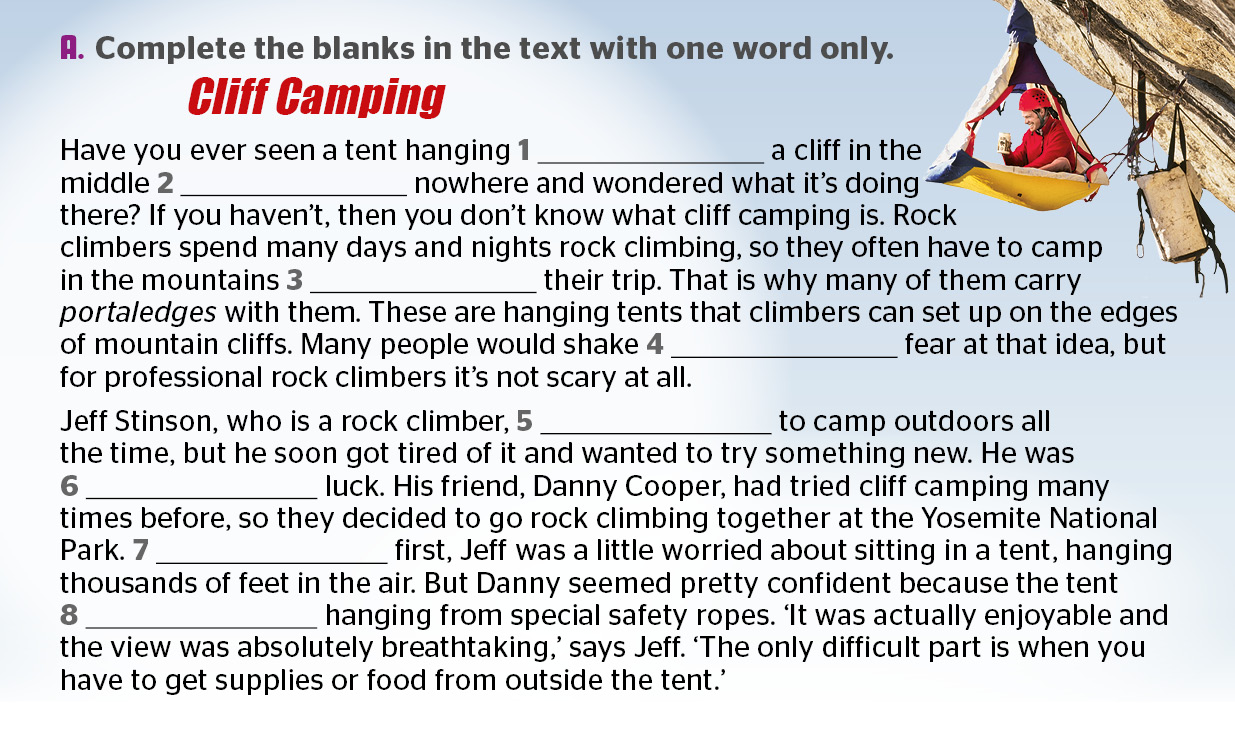 A. Complete the blanks in the text with one word only.
Cliff Camping
Have you ever seen a tent hanging 1 ________________ a cliff in the
middle 2 ________________ nowhere and wondered what it’s doing
there? If you haven’t, then you don’t know what cliff camping is. Rock
climbers spend many days and nights rock climbing, so they often have to camp
in the mountains 3 ________________ their trip. That is why many of them carry
portaledges with them. These are hanging tents that climbers can set up on the edges
of mountain cliffs. Many people would shake 4 ________________ fear at that idea, but
for professional rock climbers it’s not scary at all.
Jeff Stinson, who is a rock climber, 5 ________________ to camp outdoors all
the time, but he soon got tired of it and wanted to try something new. He was
6 ________________ luck. His friend, Danny Cooper, had tried cliff camping many
times before, so they decided to go rock climbing together at the Yosemite National
Park. 7 ________________ first, Jeff was a little worried about sitting in a tent, hanging
thousands of feet in the air. But Danny seemed pretty confident because the tent
8 ________________ hanging from special safety ropes. ‘It was actually enjoyable and
the view was absolutely breathtaking,’ says Jeff. ‘The only difficult part is when you
have to get supplies or food from outside the tent.’